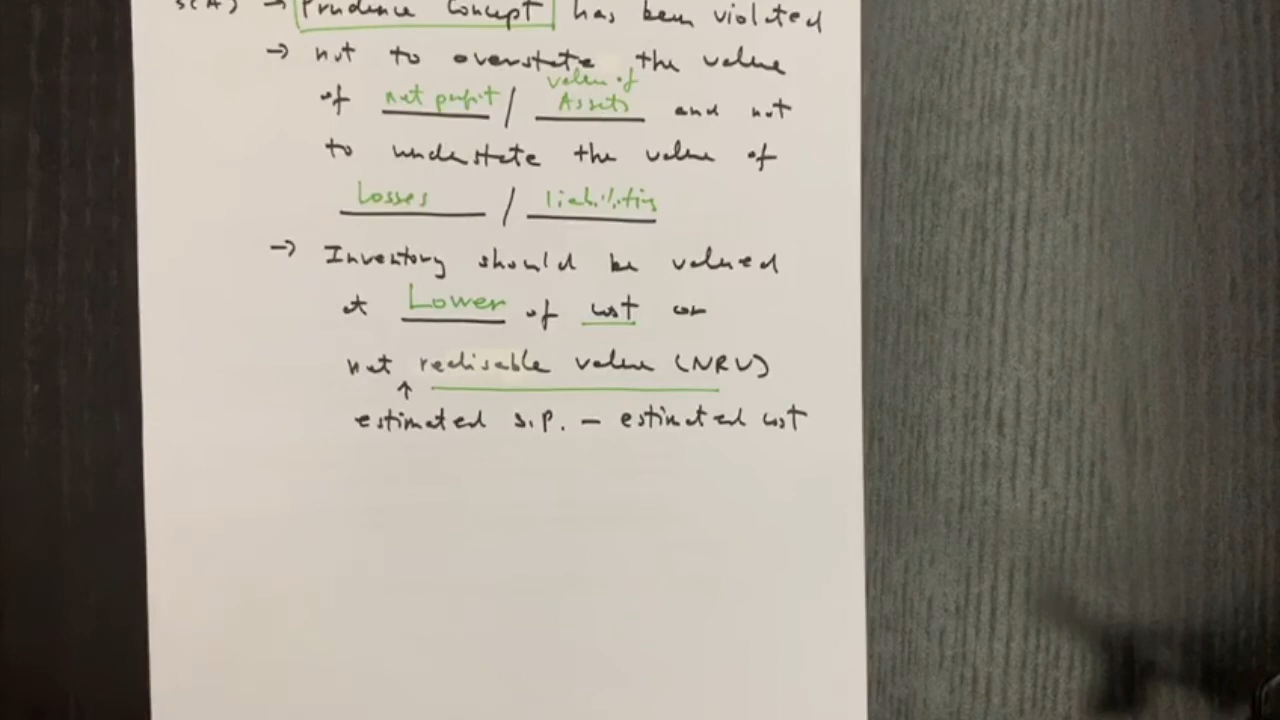 5(A) → Prudence Concept has been violated
→ not to overstate the value
of net profit / value of Assets and not
to understate the value of
Losses / liabilities
→ Inventory should be valued
at Lower of cost or
net realisable value (NRV)
↑
estimated S.P. – estimated cost